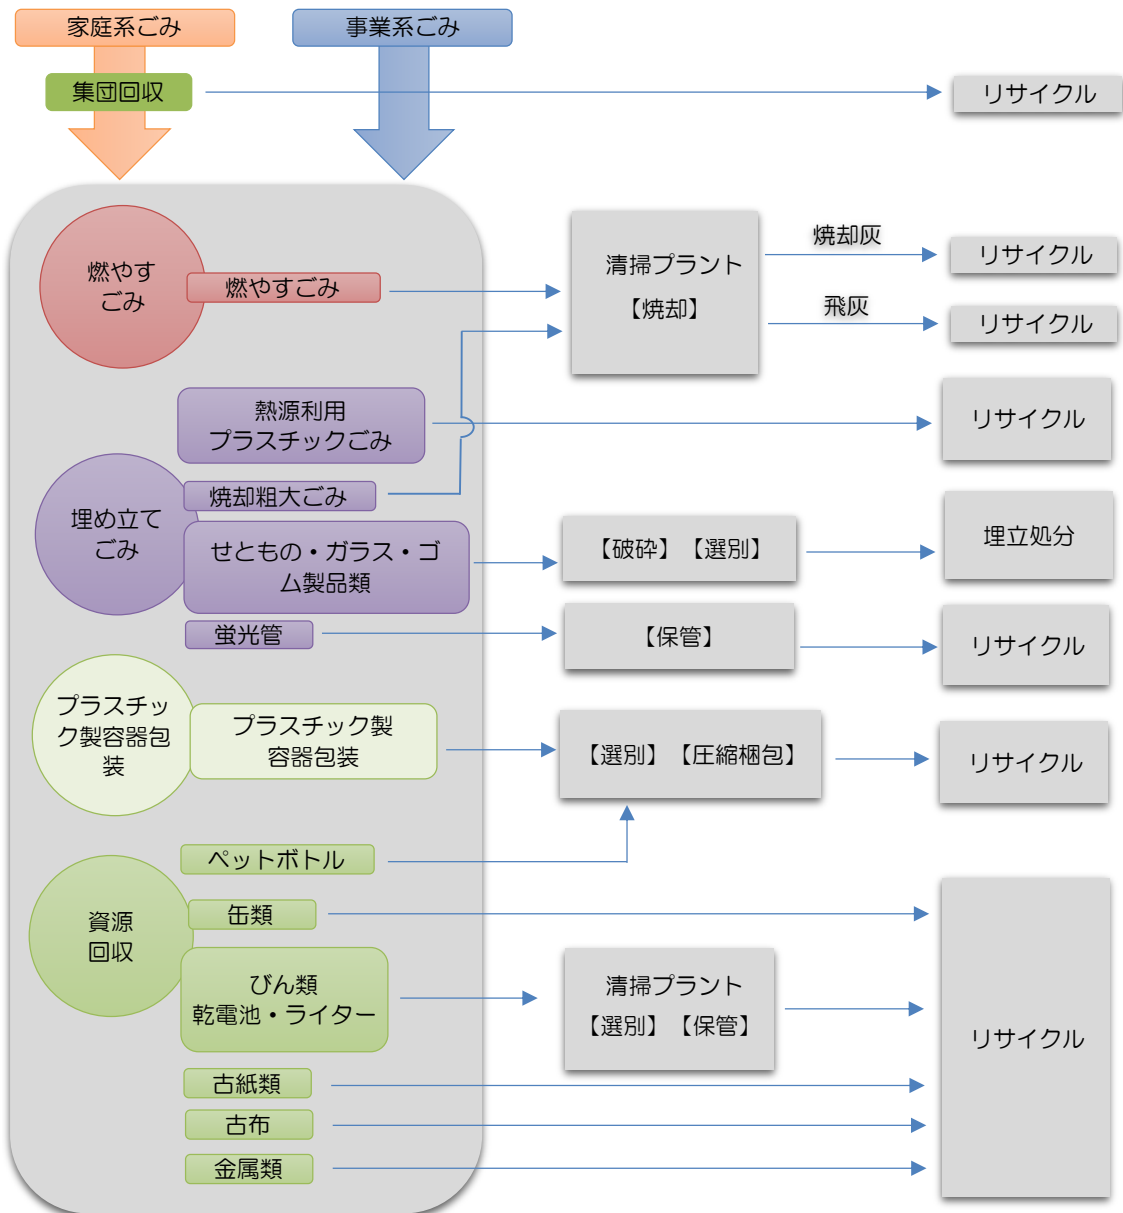 家庭系ごみ
事業系ごみ
集団回収
リサイクル
燃やす
ごみ
燃やすごみ
清掃プラント
【焼却】
焼却灰
リサイクル
飛灰
リサイクル
熱源利用
プラスチックごみ
リサイクル
埋め立て
ごみ
焼却粗大ごみ
せともの・ガラス・ゴ
ム製品類
【破砕】【選別】
埋立処分
蛍光管
【保管】
リサイクル
プラスチッ
ク製容器包
装
プラスチック製
容器包装
【選別】【圧縮梱包】
リサイクル
資源
回収
ペットボトル
缶類
びん類
乾電池・ライター
清掃プラント
【選別】【保管】
リサイクル
古紙類
古布
金属類